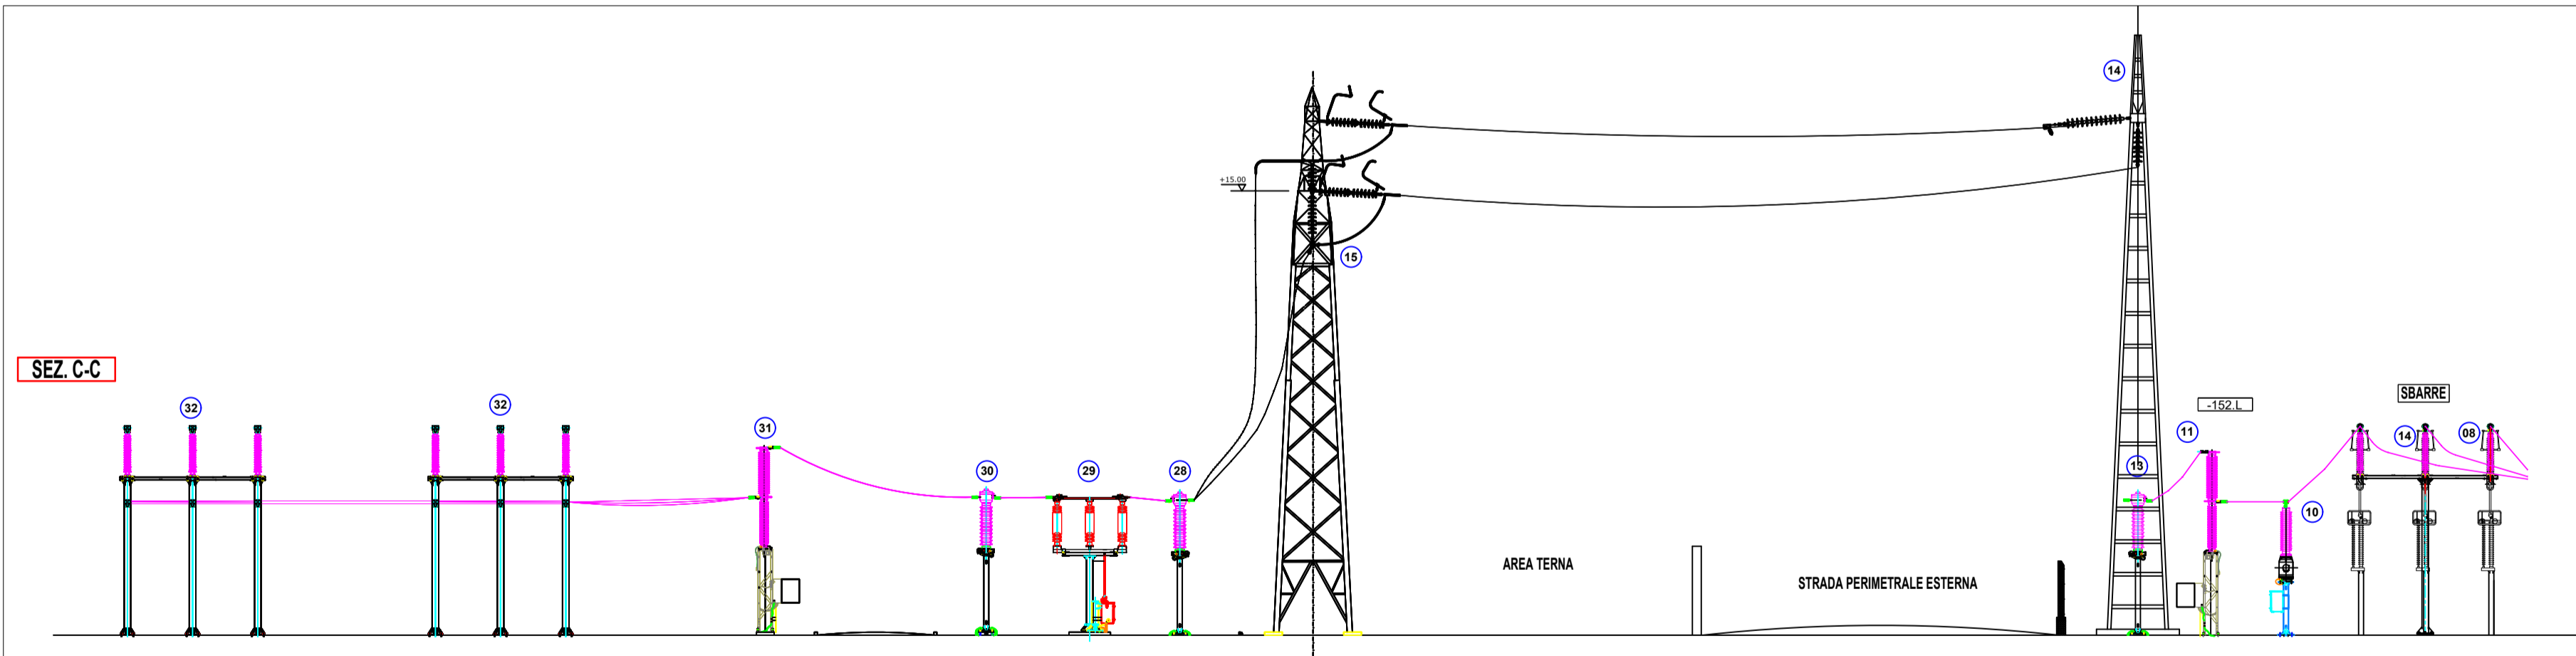 14
+15.00
15
SEZ. C-C
32
32
31
30
29
28
AREA TERNA
STRADA PERIMETRALE ESTERNA
13
11
-152.L
10
SBARRE
14
08